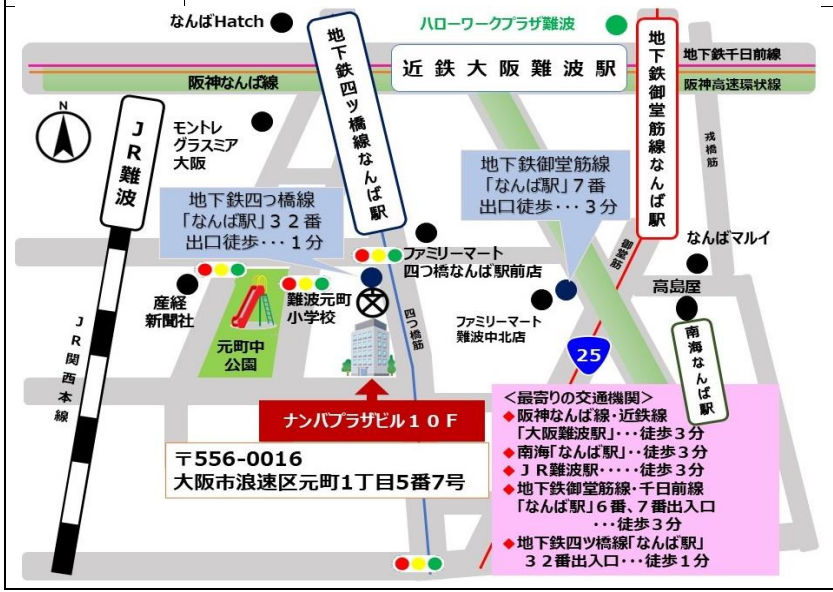 なんばHatch
ハローワークプラザ難波
地下鉄四ツ橋線なんば駅
近鉄大阪難波駅
地下鉄御堂筋線なんば駅
地下鉄千日前線
阪神なんば線
阪神高速環状線
N
JR難波
モントレ
グラスミア
大阪
戎橋筋
地下鉄御堂筋線
「なんば駅」7番
出口徒歩・・・3分
地下鉄四つ橋線
「なんば駅」32番
出口徒歩・・・1分
ファミリーマート
四つ橋なんば駅前店
御堂筋
なんばマルイ
産経
新聞社
難波元町
小学校
高島屋
四つ橋筋
ファミリーマート
難波中北店
元町中
公園
25
南海なんば駅
JR関西本線
ナンバプラザビル10F
〒556-0016
大阪市浪速区元町1丁目5番7号
＜最寄りの交通機関＞
◆阪神なんば線・近鉄線
「大阪難波駅」・・・徒歩3分
◆南海「なんば駅」・・徒歩3分
◆JR難波駅・・・・・徒歩3分
◆地下鉄御堂筋線・千日前線
「なんば駅」6番、7番出入口
・・・徒歩3分
◆地下鉄四ツ橋線「なんば駅」
32番出入口・・・徒歩1分